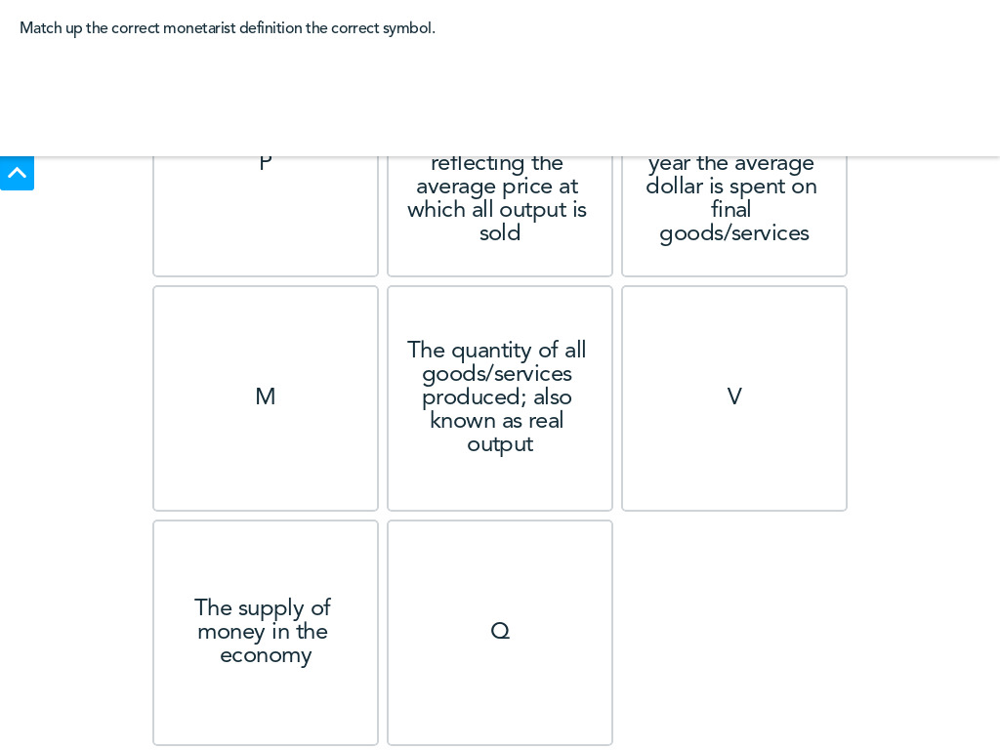 Match up the correct monetarist definition the correct symbol.
P
reflecting the
average price at
which all output is
sold
year the average
dollar is spent on
final
goods/services
M
The quantity of all
goods/services
produced; also
known as real
output
V
The supply of
money in the
economy
Q